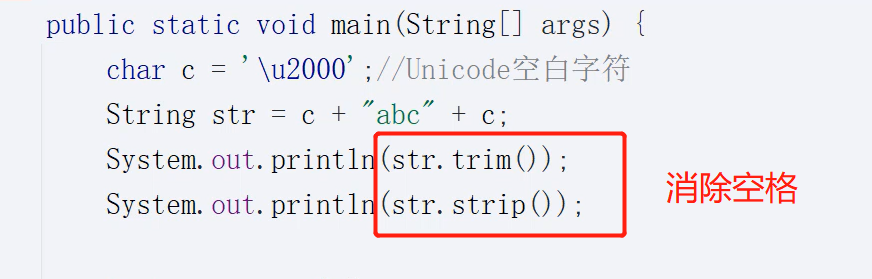 public static void main(String[] args) {
char c = '\u2000';//Unicode空白字符
String str = c + "abc" + c;
System.out.println(str.trim());
System.out.println(str.strip());
消除空格